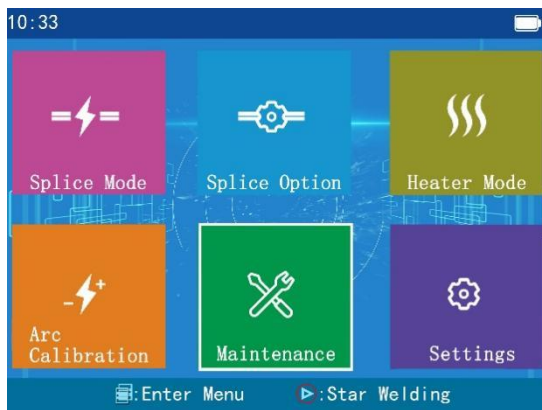 10:33
Splice Mode
Splice Option
Heater Mode
Arc
Calibration
Maintenance
Settings
:Enter Menu
:Star Welding